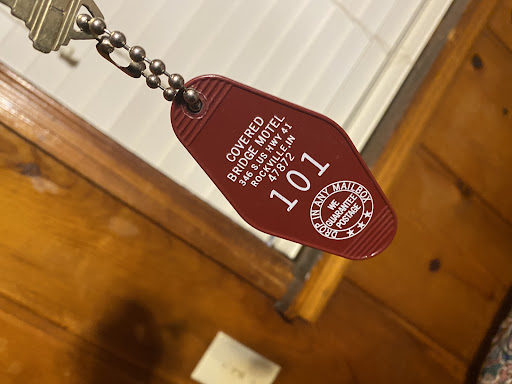 COVERED
BRIDGE MOTEL
346 S.US HWY 41
ROCKVILLE,IN
47872
101
DROP IN ANY MAILBOX
WE
GUARANTEE
POSTAGE